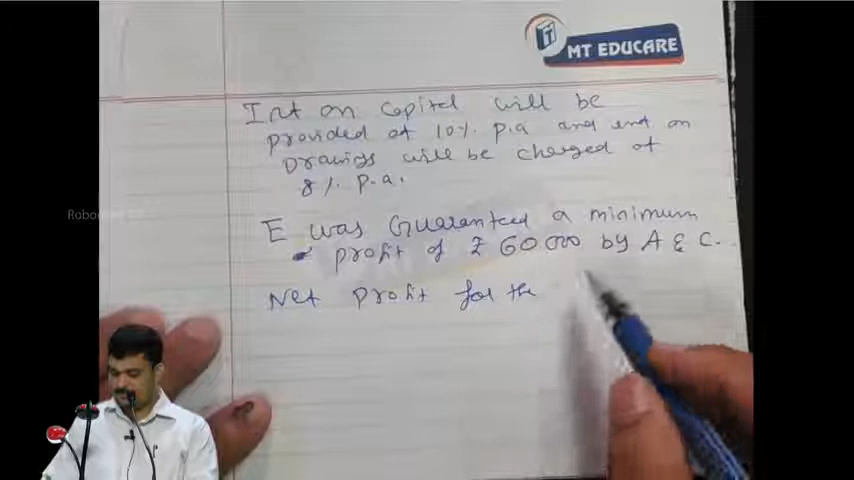 MT EDUCARE
Int on capital will be
provided at 10% p.a and int on
Drawings will be charged at
8% p.a.
E was Guaranteed a minimum
profit of ₹ 60000 by A & C.
Net profit for the